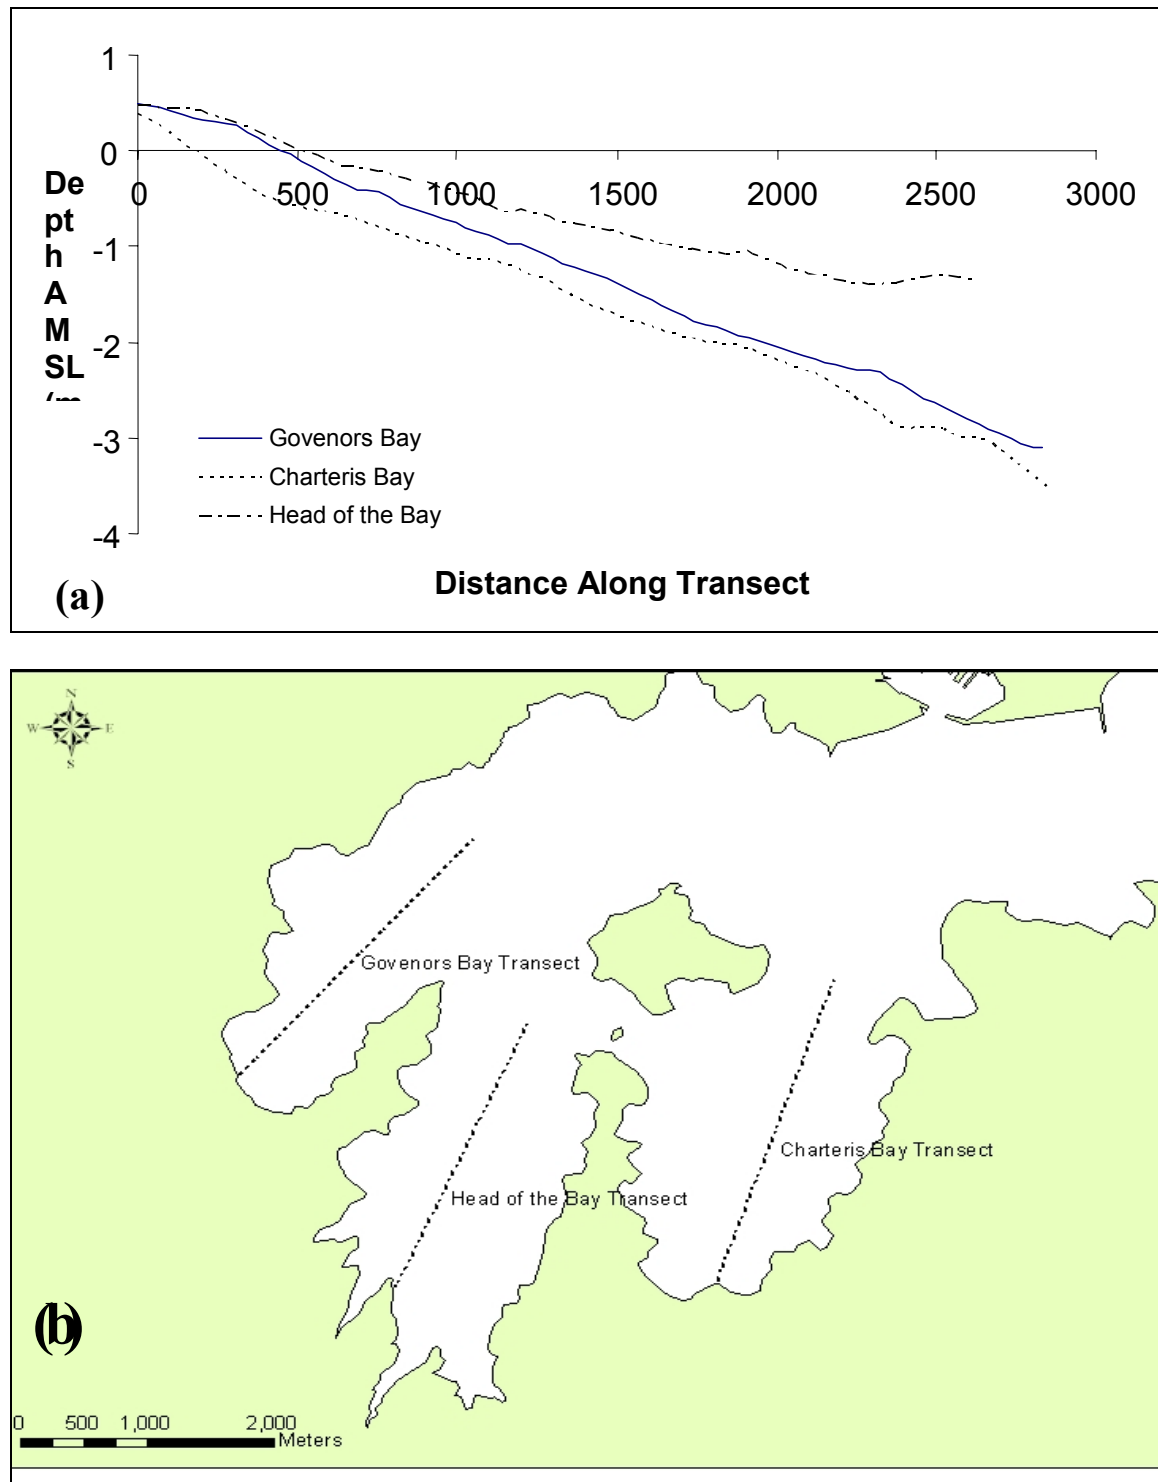 1
0
0
500
1000
1500
2000
2500
3000
De
pt
h
A
M
SL
-1
-2
-3
-4
Govenors Bay
Charteris Bay
Head of the Bay
Distance Along Transect
(a)
N
W
E
S
Govenors Bay Transect
Charteris Bay Transect
Head of the Bay Transect
(b)
0 500 1,000 2,000
Meters